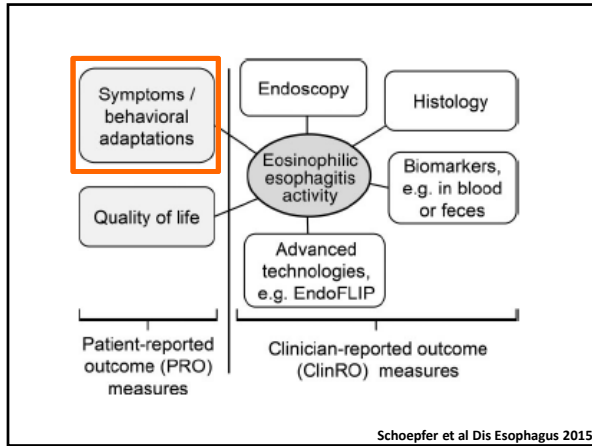 Symptoms /
behavioral
adaptations
Quality of life
Endoscopy
Histology
Eosinophilic
esophagitis
activity
Biomarkers,
e.g. in blood
or feces
Advanced
technologies,
e.g. EndoFLIP
Patient-reported
outcome (PRO)
measures
Clinician-reported outcome
(ClinRO) measures
Schoepfer et al Dis Esophagus 2015